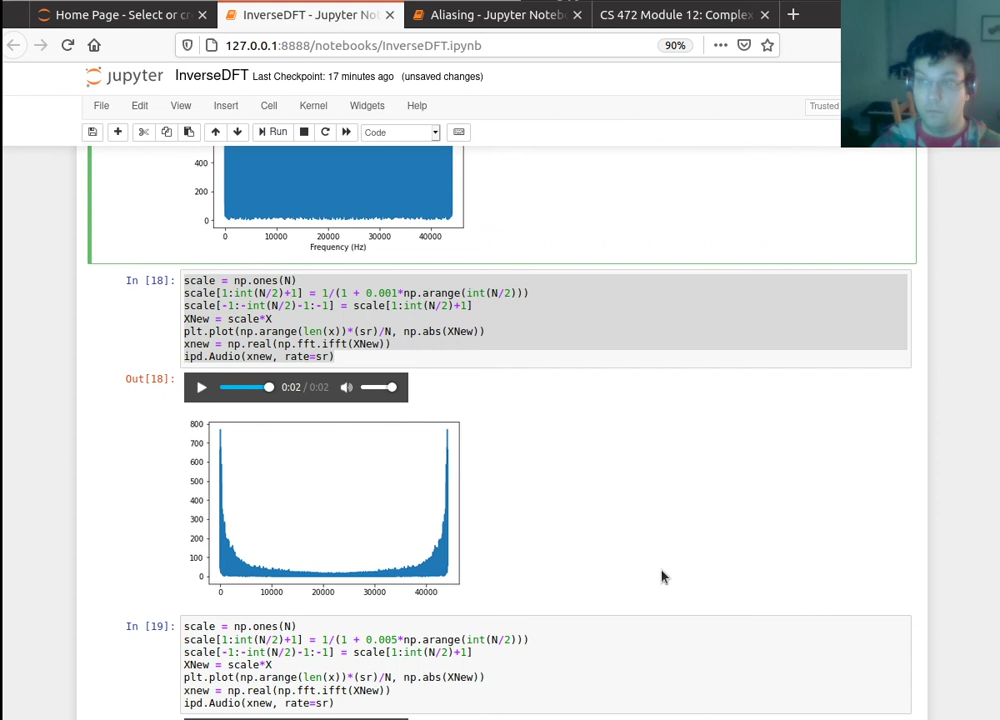 Home Page - Select or cr
InverseDFT - Jupyter No
Aliasing - Jupyter Noteb
CS 472 Module 12: Complex
127.0.0.1:8888/notebooks/InverseDFT.ipynb
90%
jupyter InverseDFT Last Checkpoint: 17 minutes ago (unsaved changes)
File Edit View Insert Cell Kernel Widgets Help
Trusted
Run
Code
400
200
0
0 10000 20000 30000 40000
Frequency (Hz)
In [18]:
scale = np.ones(N)
scale[1:int(N/2)+1] = 1/(1 + 0.001*np.arange(int(N/2)))
scale[-1:-int(N/2)-1:-1] = scale[1:int(N/2)+1]
XNew = scale*X
plt.plot(np.arange(len(x))*(sr)/N, np.abs(XNew))
xnew = np.real(np.fft.ifft(XNew))
ipd.Audio(xnew, rate=sr)
Out[18]:
0:02 / 0:02
800
700
600
500
400
300
200
100
0
0 10000 20000 30000 40000
In [19]:
scale = np.ones(N)
scale[1:int(N/2)+1] = 1/(1 + 0.005*np.arange(int(N/2)))
scale[-1:-int(N/2)-1:-1] = scale[1:int(N/2)+1]
XNew = scale*X
plt.plot(np.arange(len(x))*(sr)/N, np.abs(XNew))
xnew = np.real(np.fft.ifft(XNew))
ipd.Audio(xnew, rate=sr)